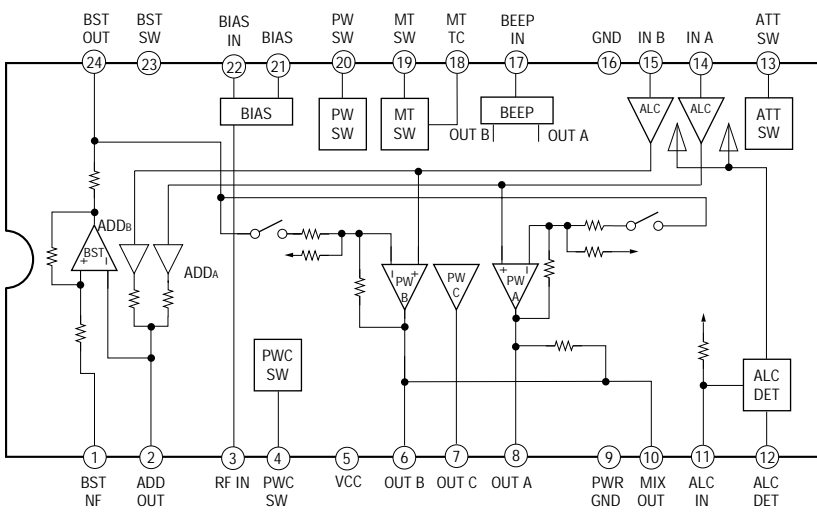 BST OUT
BST SW
BIAS IN
BIAS
PW SW
MT SW
MT TC
BEEP IN
GND
IN B
IN A
ATT SW
24
23
22
21
20
19
18
17
16
15
14
13
BIAS
PW SW
MT SW
BEEP
OUT B
OUT A
ALC
ALC
ATT SW
ADDB
BST
+
−
ADDA
−
+
PW B
PW C
+
−
PW A
PWC SW
ALC DET
1
2
3
4
5
6
7
8
9
10
11
12
BST NF
ADD OUT
RF IN
PWC SW
VCC
OUT B
OUT C
OUT A
PWR GND
MIX OUT
ALC IN
ALC DET